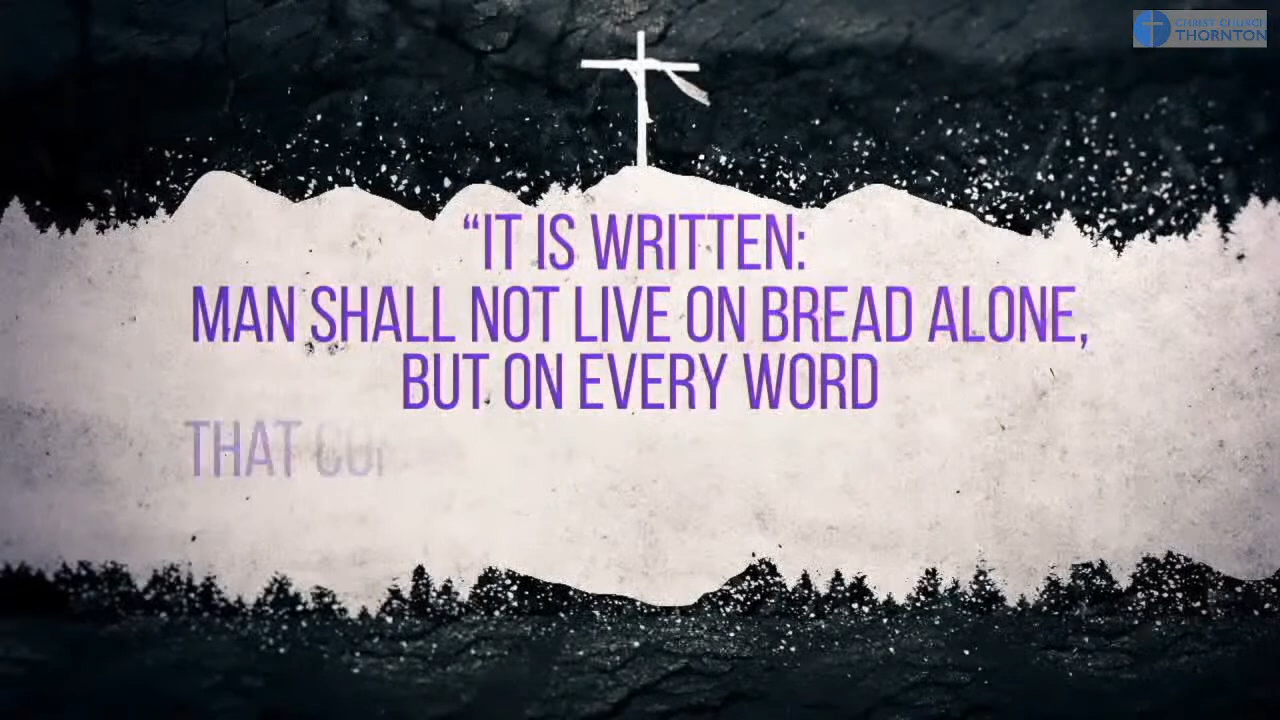 CHRIST CHURCH
THORNTON
“IT IS WRITTEN:
MAN SHALL NOT LIVE ON BREAD ALONE,
BUT ON EVERY WORD
THAT